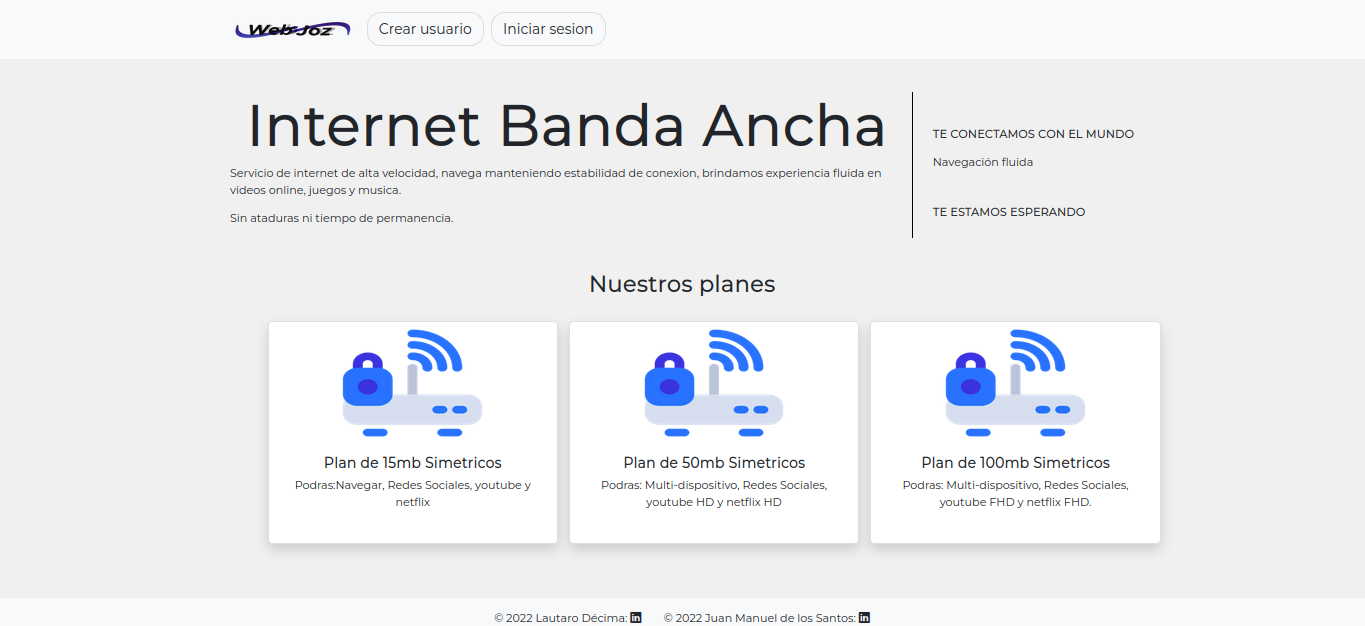 Web-Joz
Crear usuario
Iniciar sesion
Internet Banda Ancha
Servicio de internet de alta velocidad, navega manteniendo estabilidad de conexion, brindamos experiencia fluida en
videos online, juegos y musica.
Sin ataduras ni tiempo de permanencia.
TE CONECTAMOS CON EL MUNDO
Navegación fluida
TE ESTAMOS ESPERANDO
Nuestros planes
Plan de 15mb Simetricos
Podras:Navegar, Redes Sociales, youtube y
netflix
Plan de 50mb Simetricos
Podras: Multi-dispositivo, Redes Sociales,
youtube HD y netflix HD
Plan de 100mb Simetricos
Podras: Multi-dispositivo, Redes Sociales,
youtube FHD y netflix FHD.
© 2022 Lautaro Décima: in
© 2022 Juan Manuel de los Santos: in